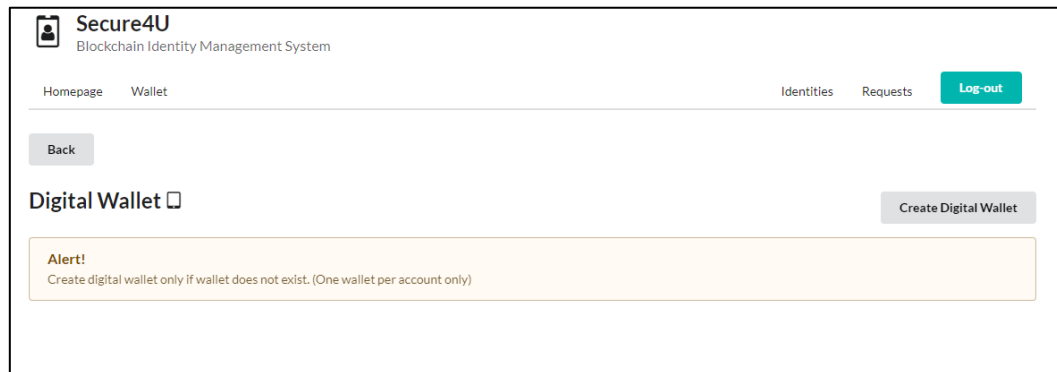 Secure4U
Blockchain Identity Management System
Homepage Wallet Identities Requests Log-out
Back
Digital Wallet
Create Digital Wallet
Alert!
Create digital wallet only if wallet does not exist. (One wallet per account only)